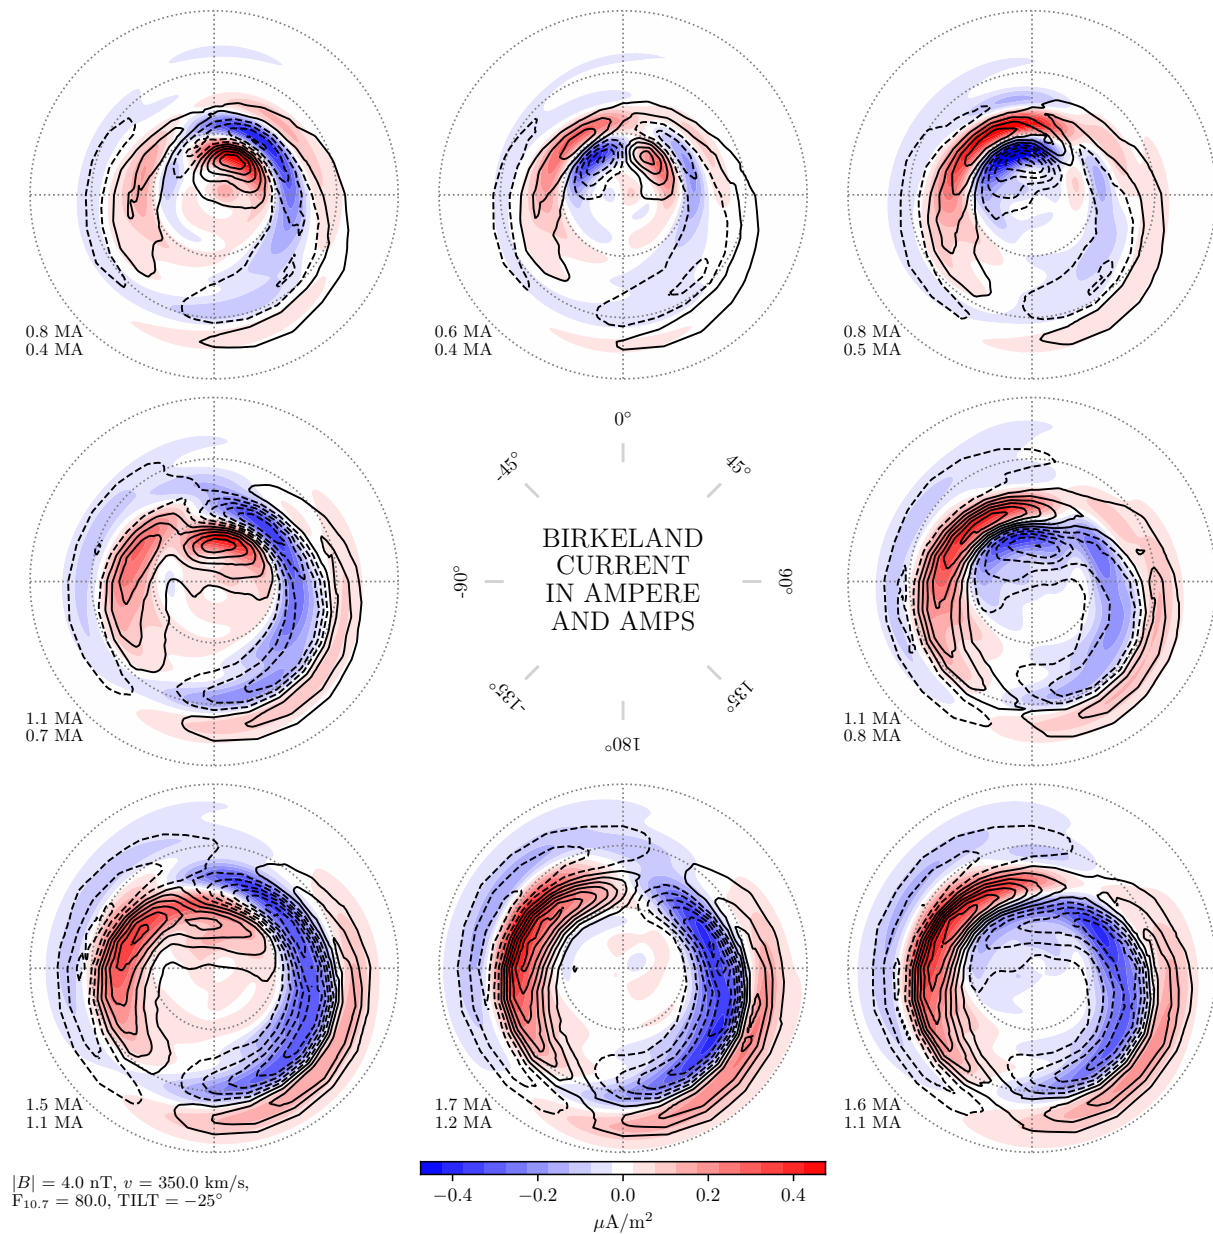 0.8 MA
0.4 MA
0.6 MA
0.4 MA
0.8 MA
0.5 MA
0°
-45°
45°
BIRKELAND
CURRENT
IN AMPERE
AND AMPS
-90°
90°
-135°
135°
180°
1.1 MA
0.7 MA
1.1 MA
0.8 MA
1.5 MA
1.1 MA
1.7 MA
1.2 MA
1.6 MA
1.1 MA
|B| = 4.0 nT, v = 350.0 km/s,
F10.7 = 80.0, TILT = −25°
−0.4 −0.2 0.0 0.2 0.4
μA/m²